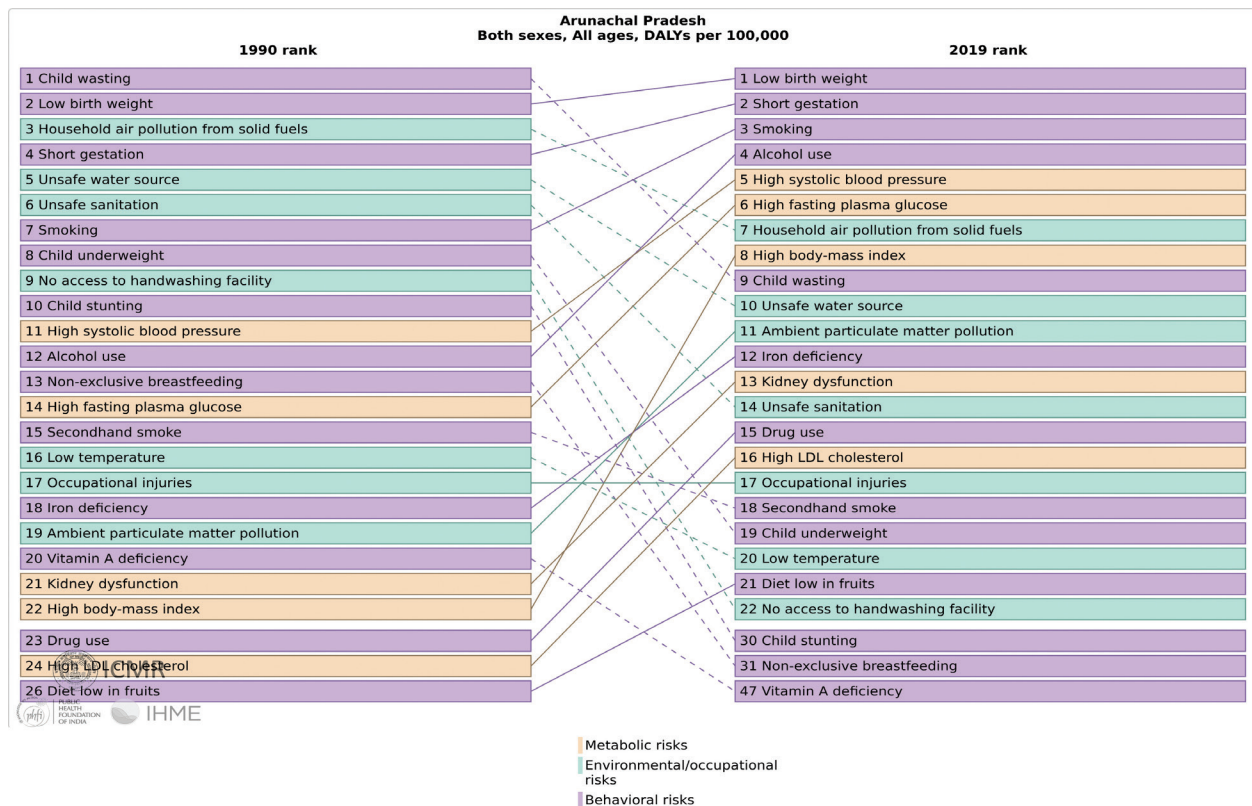 Arunachal Pradesh
Both sexes, All ages, DALYs per 100,000
1990 rank
2019 rank
1 Child wasting
2 Low birth weight
3 Household air pollution from solid fuels
4 Short gestation
5 Unsafe water source
6 Unsafe sanitation
7 Smoking
8 Child underweight
9 No access to handwashing facility
10 Child stunting
11 High systolic blood pressure
12 Alcohol use
13 Non-exclusive breastfeeding
14 High fasting plasma glucose
15 Secondhand smoke
16 Low temperature
17 Occupational injuries
18 Iron deficiency
19 Ambient particulate matter pollution
20 Vitamin A deficiency
21 Kidney dysfunction
22 High body-mass index
23 Drug use
24 High LDL cholesterol
26 Diet low in fruits
1 Low birth weight
2 Short gestation
3 Smoking
4 Alcohol use
5 High systolic blood pressure
6 High fasting plasma glucose
7 Household air pollution from solid fuels
8 High body-mass index
9 Child wasting
10 Unsafe water source
11 Ambient particulate matter pollution
12 Iron deficiency
13 Kidney dysfunction
14 Unsafe sanitation
15 Drug use
16 High LDL cholesterol
17 Occupational injuries
18 Secondhand smoke
19 Child underweight
20 Low temperature
21 Diet low in fruits
22 No access to handwashing facility
30 Child stunting
31 Non-exclusive breastfeeding
47 Vitamin A deficiency
ICMR
phfi
PUBLIC
HEALTH
FOUNDATION
OF INDIA
IHME
Metabolic risks
Environmental/occupational
risks
Behavioral risks